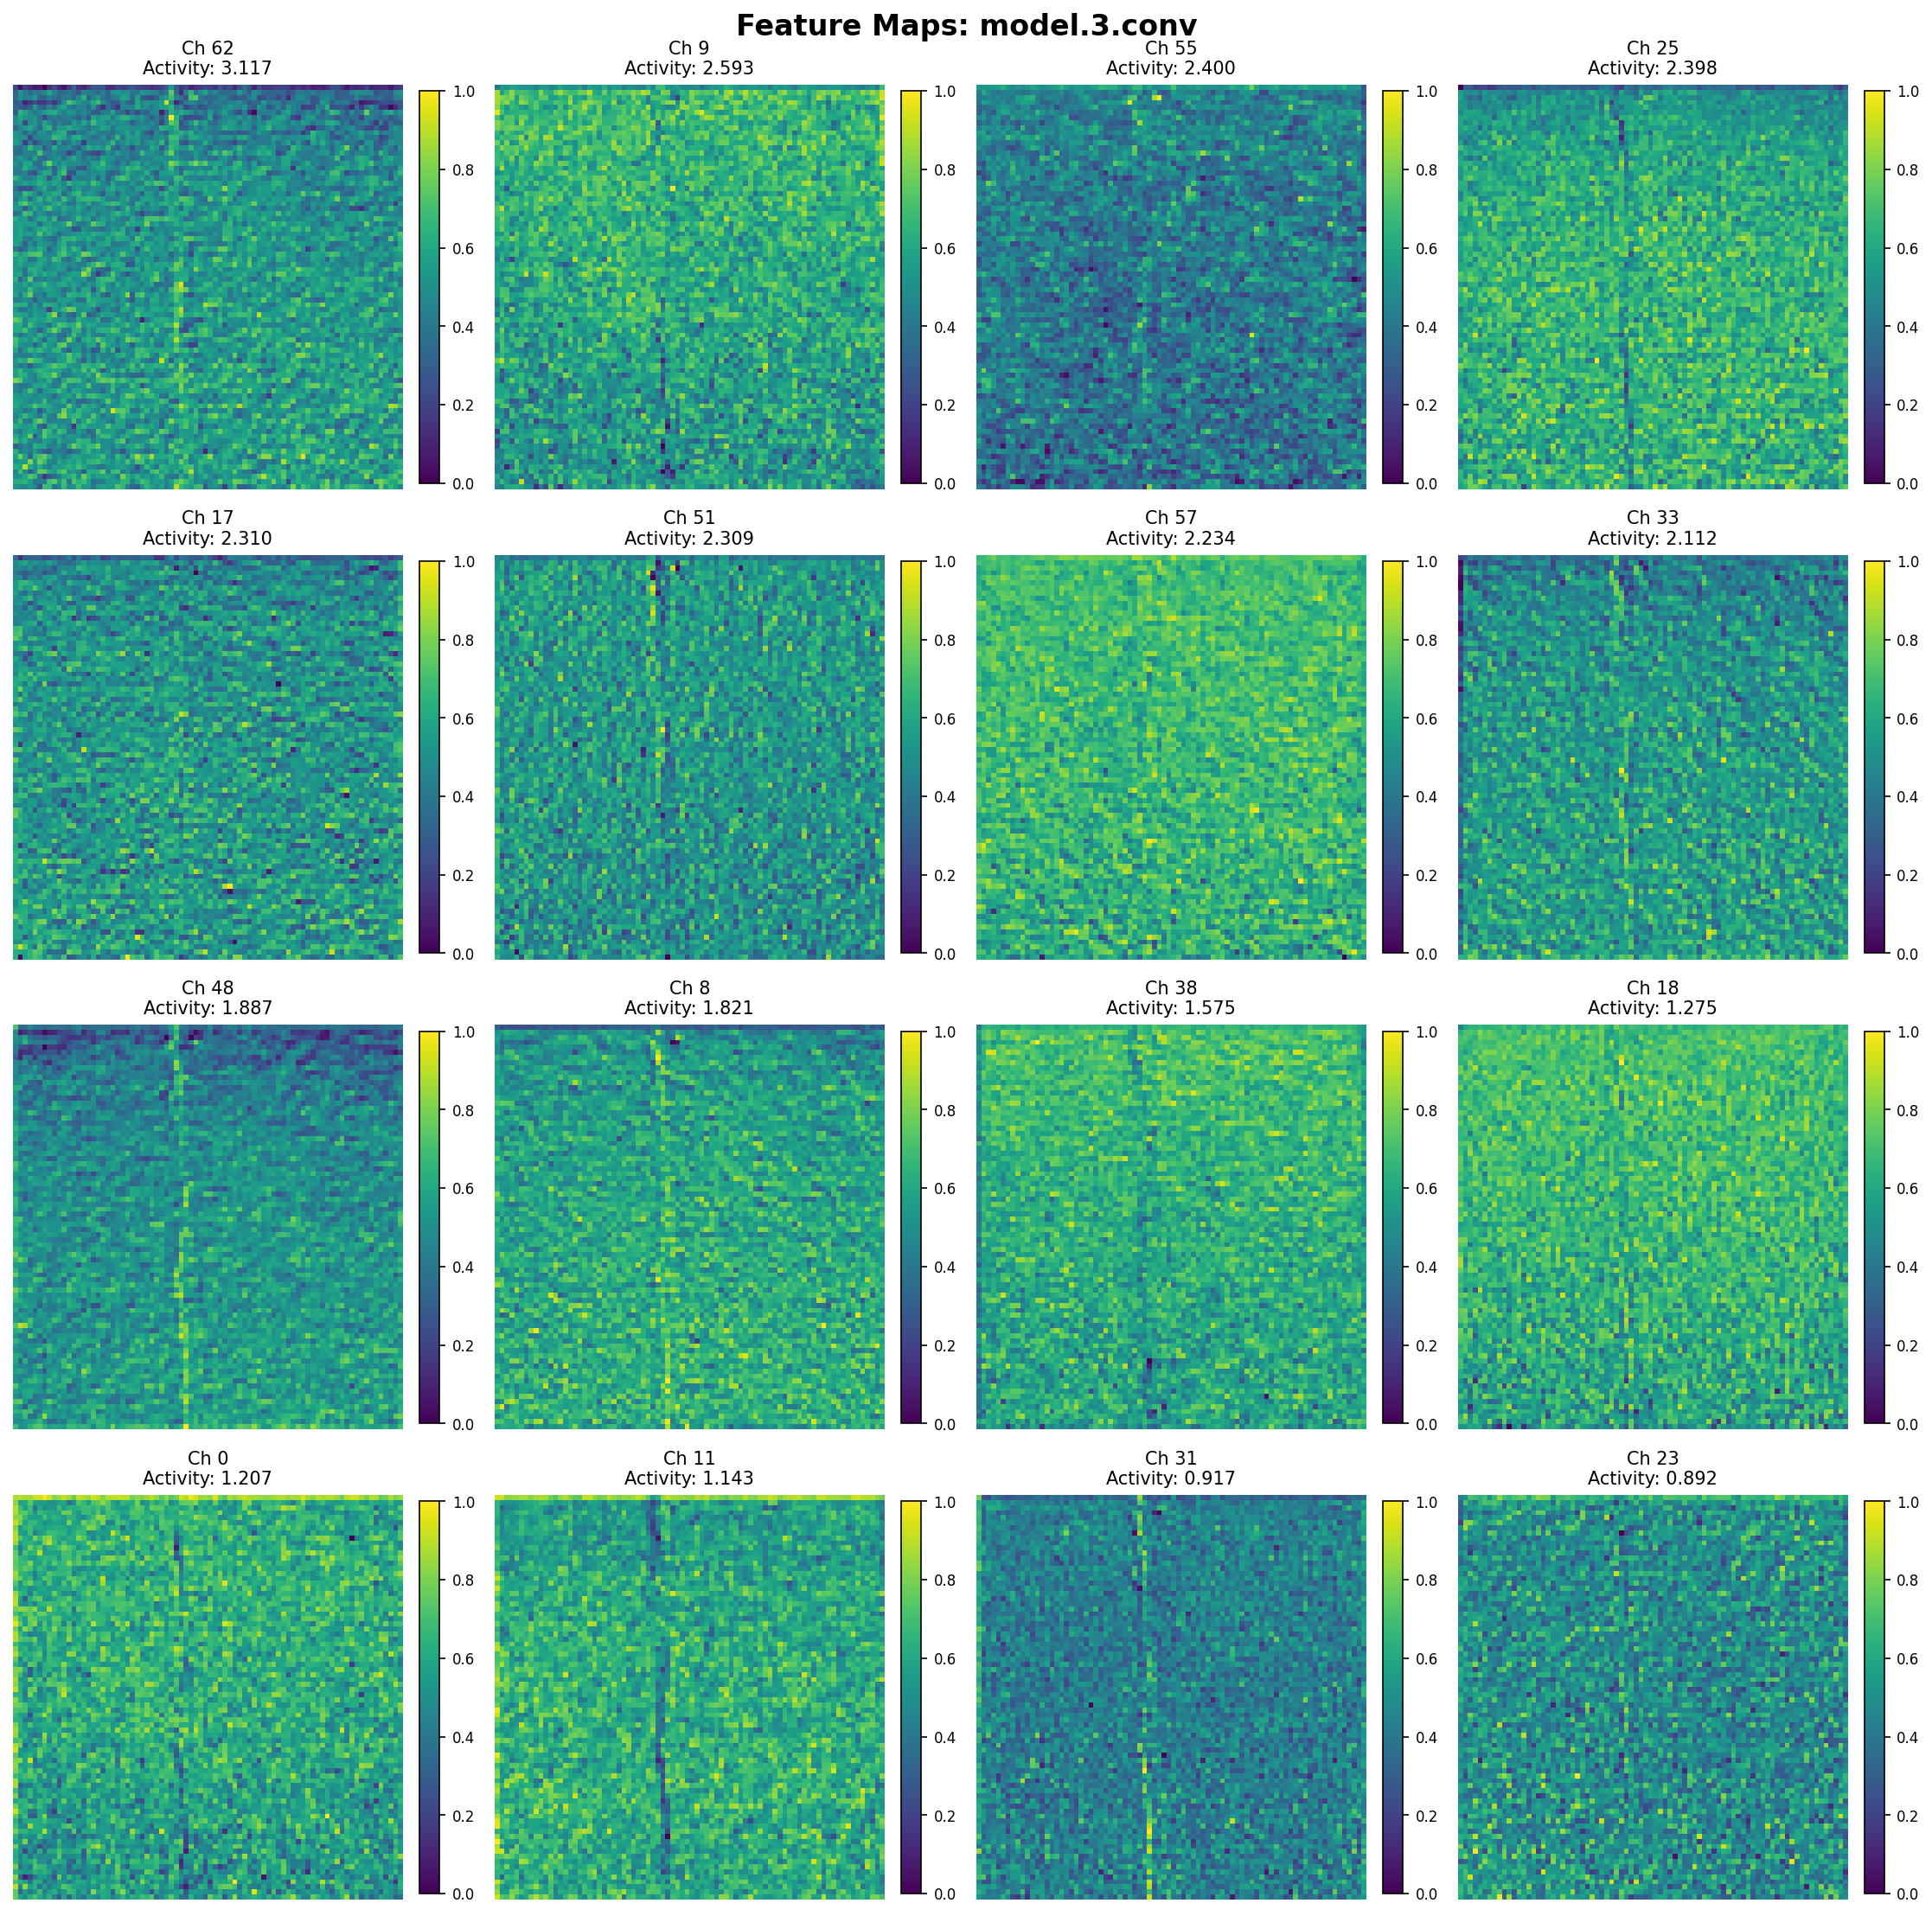 Feature Maps: model.3.conv
Ch 62
Activity: 3.117
1.0
0.8
0.6
0.4
0.2
0.0
Ch 9
Activity: 2.593
1.0
0.8
0.6
0.4
0.2
0.0
Ch 55
Activity: 2.400
1.0
0.8
0.6
0.4
0.2
0.0
Ch 25
Activity: 2.398
1.0
0.8
0.6
0.4
0.2
0.0
Ch 17
Activity: 2.310
1.0
0.8
0.6
0.4
0.2
0.0
Ch 51
Activity: 2.309
1.0
0.8
0.6
0.4
0.2
0.0
Ch 57
Activity: 2.234
1.0
0.8
0.6
0.4
0.2
0.0
Ch 33
Activity: 2.112
1.0
0.8
0.6
0.4
0.2
0.0
Ch 48
Activity: 1.887
1.0
0.8
0.6
0.4
0.2
0.0
Ch 8
Activity: 1.821
1.0
0.8
0.6
0.4
0.2
0.0
Ch 38
Activity: 1.575
1.0
0.8
0.6
0.4
0.2
0.0
Ch 18
Activity: 1.275
1.0
0.8
0.6
0.4
0.2
0.0
Ch 0
Activity: 1.207
1.0
0.8
0.6
0.4
0.2
0.0
Ch 11
Activity: 1.143
1.0
0.8
0.6
0.4
0.2
0.0
Ch 31
Activity: 0.917
1.0
0.8
0.6
0.4
0.2
0.0
Ch 23
Activity: 0.892
1.0
0.8
0.6
0.4
0.2
0.0